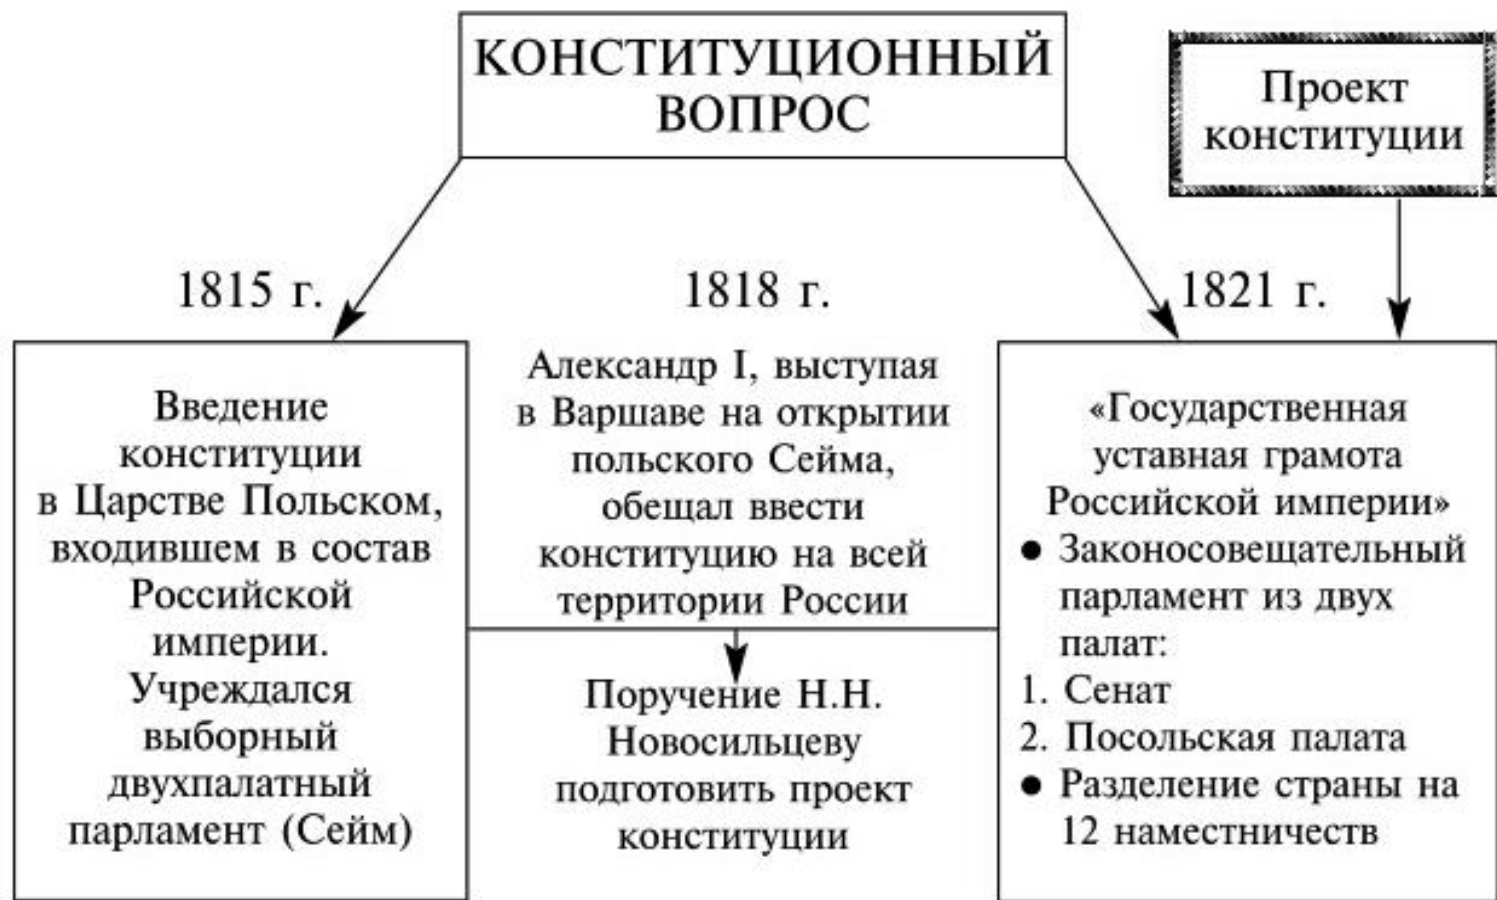 КОНСТИТУЦИОННЫЙ
ВОПРОС
Проект
конституции
1815 г.
Введение
конституции
в Царстве Польском,
входившем в состав
Российской
империи.
Учреждался
выборный
двухпалатный
парламент (Сейм)
1818 г.
Александр I, выступая
в Варшаве на открытии
польского Сейма,
обещал ввести
конституцию на всей
территории России
Поручение Н.Н.
Новосильцеву
подготовить проект
конституции
1821 г.
«Государственная
уставная грамота
Российской империи»
● Законосовещательный
парламент из двух
палат:
1. Сенат
2. Посольская палата
● Разделение страны на
12 наместничеств